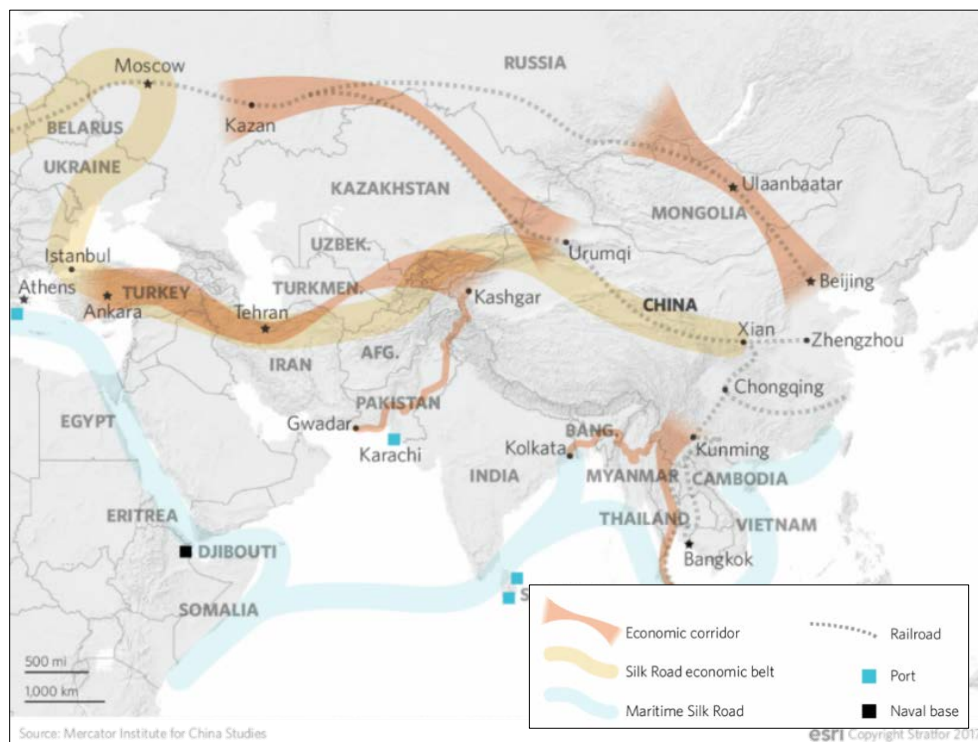 Moscow
RUSSIA
BELARUS
Kazan
UKRAINE
KAZAKHSTAN
Ulaanbaatar
MONGOLIA
UZBEK.
Urumqi
Istanbul
Athens
TURKEY
Ankara
Tehran
TURKMEN.
Kashgar
CHINA
Beijing
Xian
Zhengzhou
IRAN
AFG.
Chongqing
EGYPT
PAKISTAN
Gwadar
Karachi
BANG.
Kolkata
Kunming
INDIA
MYANMAR
CAMBODIA
ERITREA
THAILAND
VIETNAM
DJIBOUTI
Bangkok
SOMALIA
S
500 mi
1,000 km
Economic corridor
Silk Road economic belt
Maritime Silk Road
Railroad
Port
Naval base
Source: Mercator Institute for China Studies
esri Copyright Stratfor